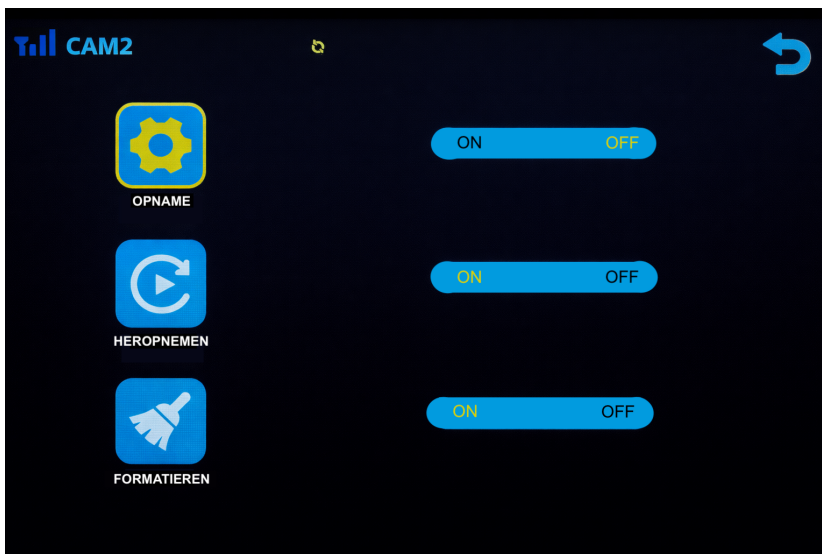 CAM2
ON OFF
OPNAME
ON OFF
HEROPNEMEN
ON OFF
FORMATIEREN